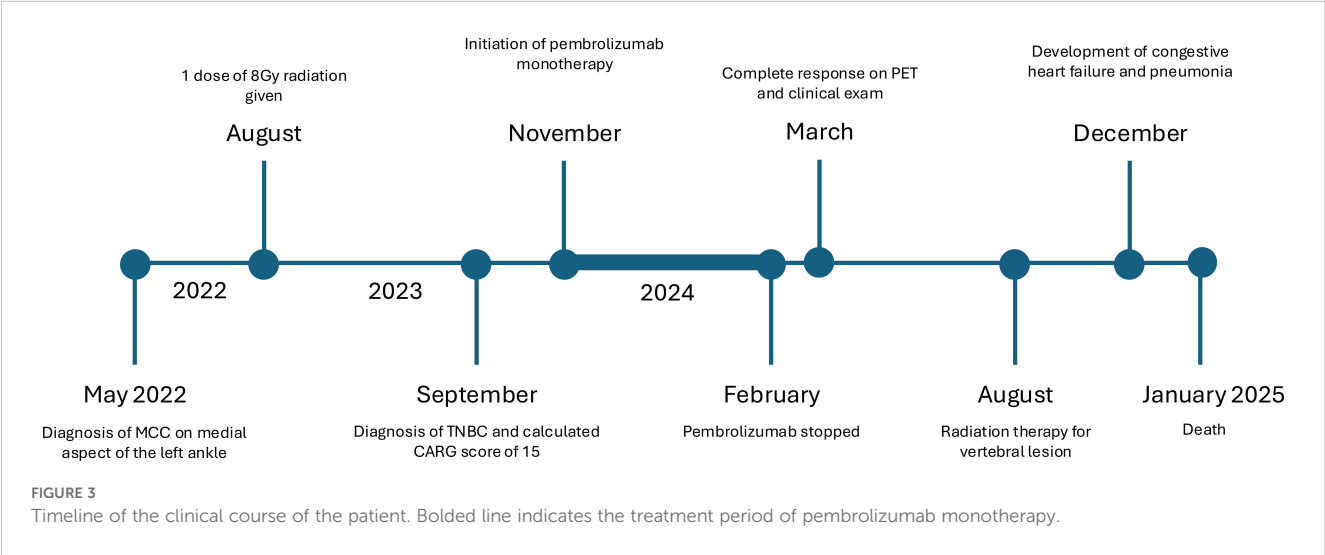 Initiation of pembrolizumab
monotherapy
1 dose of 8Gy radiation
given
Complete response on PET
and clinical exam
Development of congestive
heart failure and pneumonia
August
November
March
December
2022
2023
2024
May 2022
September
February
August
January 2025
Diagnosis of MCC on medial
aspect of the left ankle
Diagnosis of TNBC and calculated
CARG score of 15
Pembrolizumab stopped
Radiation therapy for
vertebral lesion
Death
FIGURE 3
Timeline of the clinical course of the patient. Bolded line indicates the treatment period of pembrolizumab monotherapy.